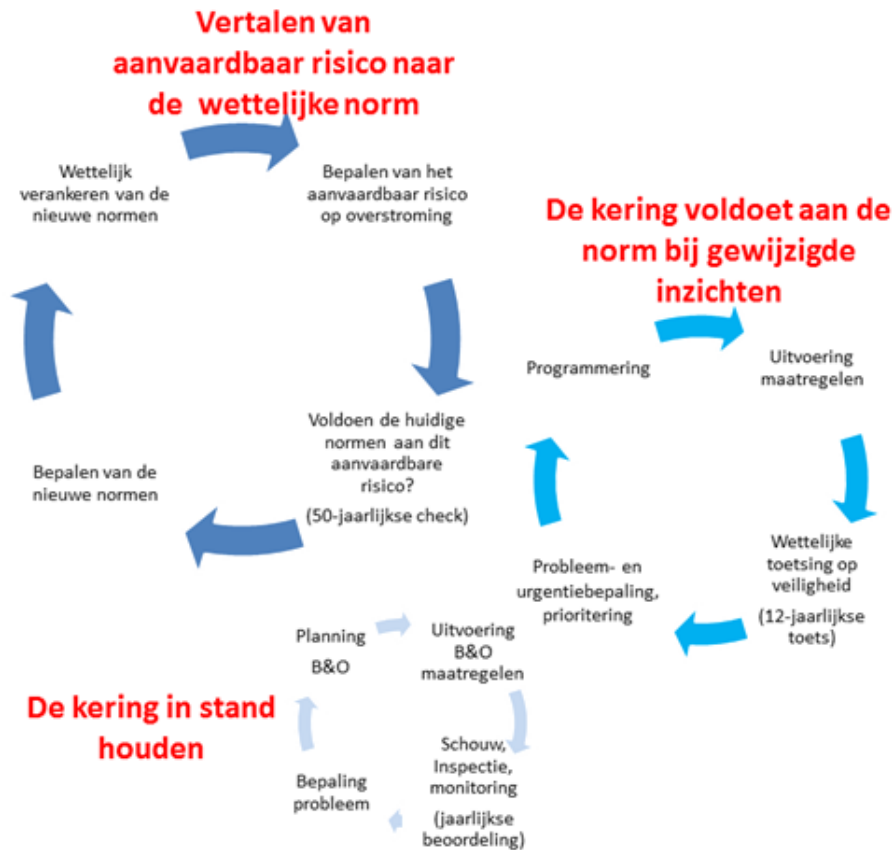 Vertalen van
aanvaardbaar risico naar
de wettelijke norm
Wettelijk
verankeren van de
nieuwe normen
Bepalen van het
aanvaardbaar risico
op overstroming
Voldoen de huidige
normen aan dit
aanvaardbare
risico?
(50-jaarlijkse check)
Bepalen van de
nieuwe normen
De kering voldoet aan de
norm bij gewijzigde
inzichten
Programmering
Uitvoering
maatregelen
Wettelijke
toetsing op
veiligheid
(12-jaarlijkse
toets)
Probleem- en
urgentiebepaling,
prioritering
De kering in stand
houden
Planning
B&O
Uitvoering
B&O
maatregelen
Schouw,
Inspectie,
monitoring
(jaarlijkse
beoordeling)
Bepaling
probleem